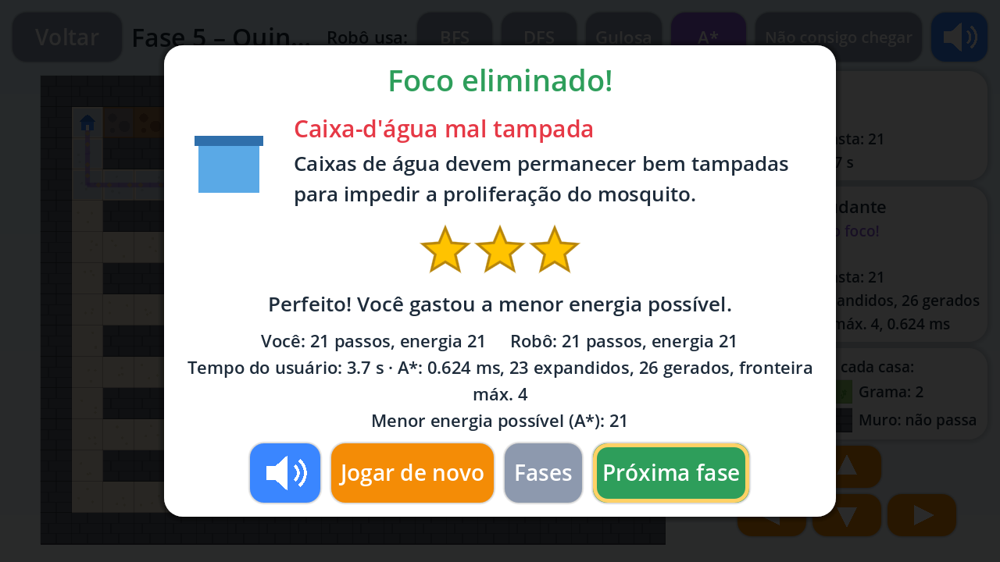 Voltar
Fase 5 – Quin...
Robô usa:
BFS
DFS
Gulosa
A*
Não consigo chegar
Foco eliminado!
Caixa-d'água mal tampada
Caixas de água devem permanecer bem tampadas
para impedir a proliferação do mosquito.
Perfeito! Você gastou a menor energia possível.
Você: 21 passos, energia 21 Robô: 21 passos, energia 21
Tempo do usuário: 3.7 s · A*: 0.624 ms, 23 expandidos, 26 gerados, fronteira
máx. 4
Menor energia possível (A*): 21
Jogar de novo
Fases
Próxima fase
sta: 21
7 s
dante
o foco!
sta: 21
andidos, 26 gerados
máx. 4, 0.624 ms
cada casa:
Grama: 2
Muro: não passa